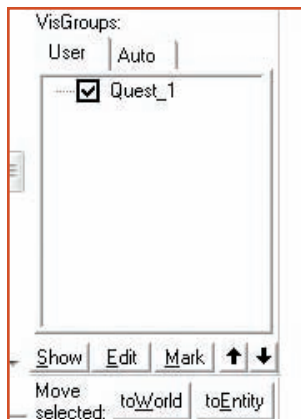 VisGroups:
User Auto
Quest_1
Show Edit Mark
Move selected: toWorld toEntity